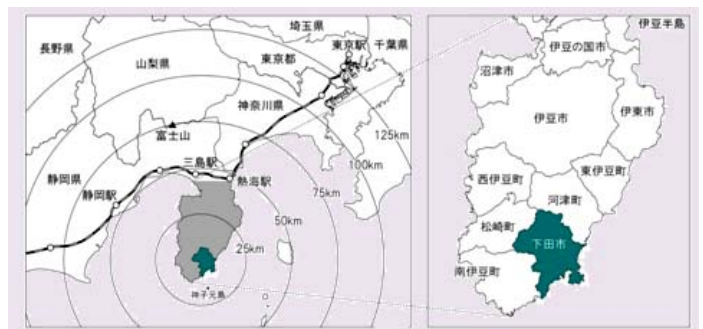 埼玉県
長野県
東京駅
千葉県
山梨県
東京都
神奈川県
富士山
125km
三島駅
100km
静岡県
熱海駅
静岡駅
75km
50km
25km
神子元島
伊豆半島
伊豆の国市
沼津市
伊豆市
伊東市
東伊豆町
西伊豆町
河津町
松崎町
下田市
南伊豆町